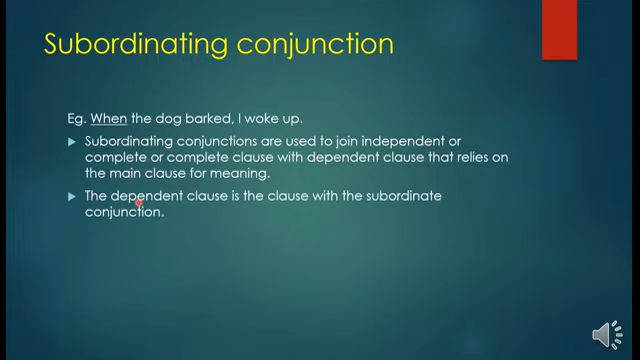 Subordinating conjunction
Eg. When the dog barked, I woke up.
Subordinating conjunctions are used to join independent or
complete or complete clause with dependent clause that relies on
the main clause for meaning.
The dependent clause is the clause with the subordinate
conjunction.